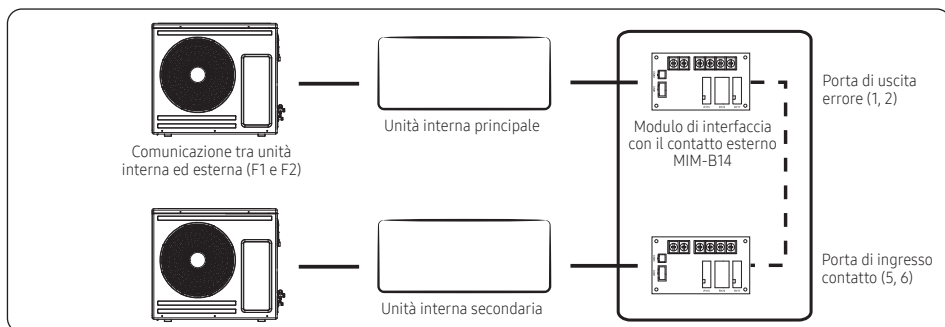 Comunicazione tra unità
interna ed esterna (F1 e F2)
Unità interna principale
Modulo di interfaccia
con il contatto esterno
MIM-B14
Porta di uscita
errore (1, 2)
Unità interna secondaria
Porta di ingresso
contatto (5, 6)